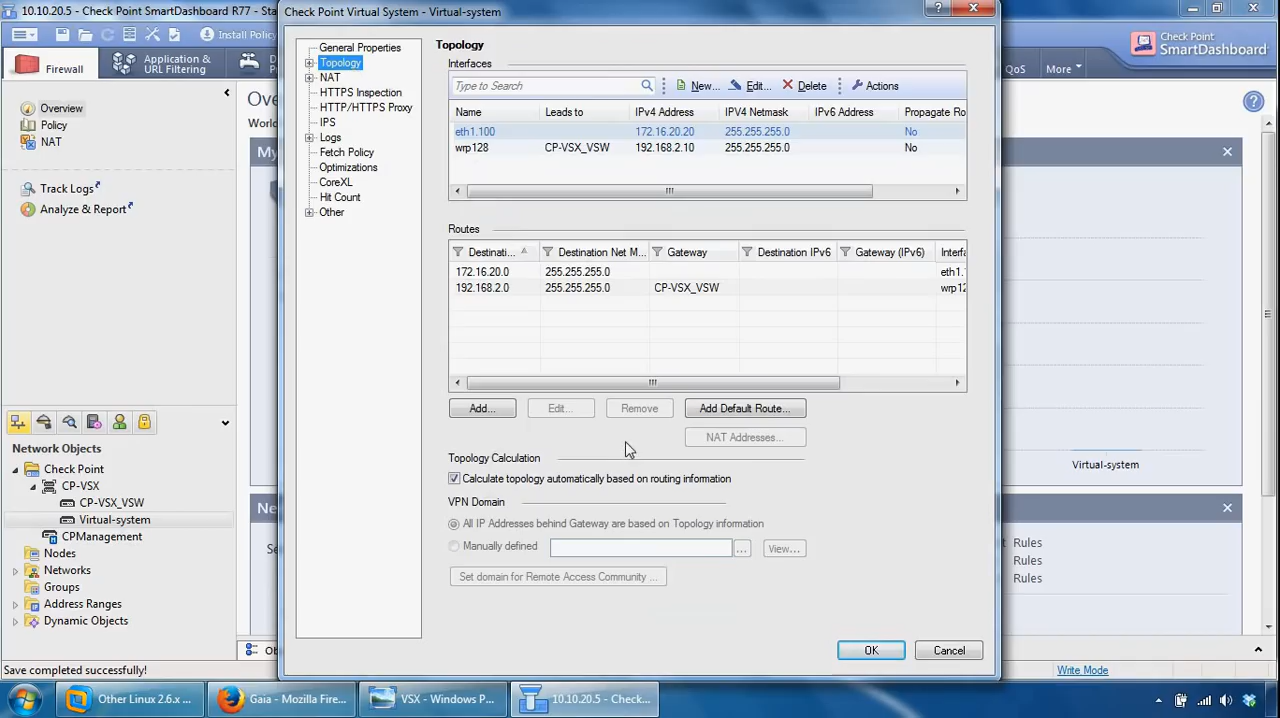 10.10.20.5 - Check Point SmartDashboard R77 - Sta
Check Point Virtual System - Virtual-system
Install Policy
Check Point
SmartDashboard
Firewall
Application &
URL Filtering
QoS
More
Overview
Policy
NAT
Track Logs
Analyze & Report
General Properties
Topology
NAT
HTTPS Inspection
HTTP/HTTPS Proxy
IPS
Logs
Fetch Policy
Optimizations
CoreXL
Hit Count
Other
Topology
Interfaces
Type to Search
New...
Edit...
Delete
Actions
Name Leads to IPv4 Address IPV4 Netmask IPv6 Address Propagate Ro
eth1.100 172.16.20.20 255.255.255.0 No
wrp128 CP-VSX_VSW 192.168.2.10 255.255.255.0 No
Routes
Destinati... Destination Net M... Gateway Destination IPv6 Gateway (IPv6) Interfa
172.16.20.0 255.255.255.0 eth1.1
192.168.2.0 255.255.255.0 CP-VSX_VSW wrp12
Add...
Edit...
Remove
Add Default Route...
NAT Addresses...
Topology Calculation
Calculate topology automatically based on routing information
VPN Domain
All IP Addresses behind Gateway are based on Topology information
Manually defined
...
View...
Set domain for Remote Access Community ...
OK
Cancel
Network Objects
Check Point
CP-VSX
CP-VSX_VSW
Virtual-system
CPManagement
Nodes
Networks
Groups
Address Ranges
Dynamic Objects
Ove
World
My
Virtual-system
Ne
Se
Rules
Rules
Rules
Ob
Save completed successfully!
Write Mode
Other Linux 2.6.x ...
Gaia - Mozilla Fire...
VSX - Windows P...
10.10.20.5 - Check...